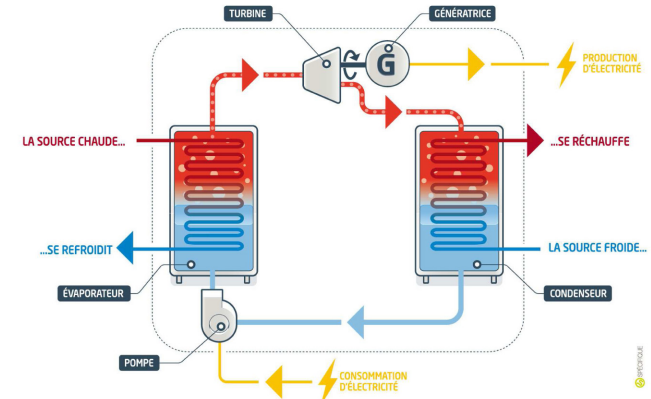 TURBINE
GÉNÉRATRICE
G
PRODUCTION
D'ÉLECTRICITÉ
LA SOURCE CHAUDE...
...SE RÉCHAUFFE
...SE REFROIDIT
LA SOURCE FROIDE...
ÉVAPORATEUR
CONDENSEUR
POMPE
CONSOMMATION
D'ÉLECTRICITÉ
SPÉCIFIQUE